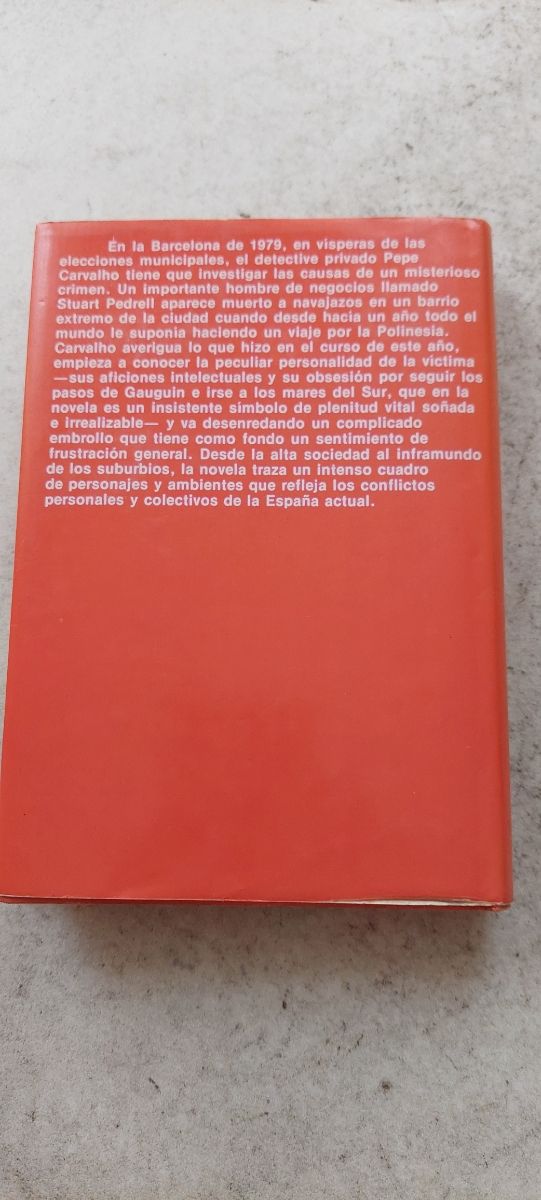 En la Barcelona de 1979, en vísperas de las
elecciones municipales, el detective privado Pepe
Carvalho tiene que investigar las causas de un misterioso
crimen. Un importante hombre de negocios llamado
Stuart Pedrell aparece muerto a navajazos en un barrio
extremo de la ciudad cuando desde hacía un año todo el
mundo le suponía haciendo un viaje por la Polinesia.
Carvalho averigua lo que hizo en el curso de este año,
empieza a conocer la peculiar personalidad de la víctima
—sus aficiones intelectuales y su obsesión por seguir los
pasos de Gauguin e irse a los mares del Sur, que en la
novela es un insistente símbolo de plenitud vital soñada
e irrealizable— y va desenredando un complicado
embrollo que tiene como fondo un sentimiento de
frustración general. Desde la alta sociedad al inframundo
de los suburbios, la novela traza un intenso cuadro
de personajes y ambientes que refleja los conflictos
personales y colectivos de la España actual.